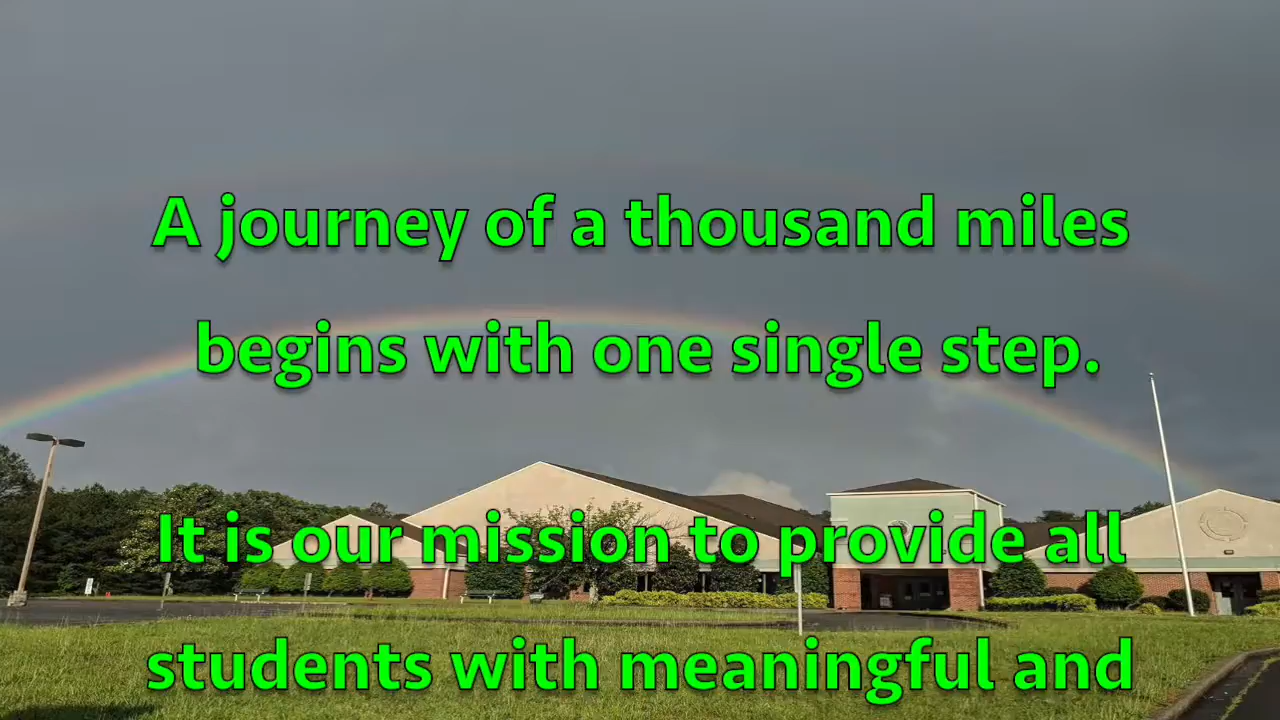 A journey of a thousand miles
begins with one single step.
It is our mission to provide all
students with meaningful and